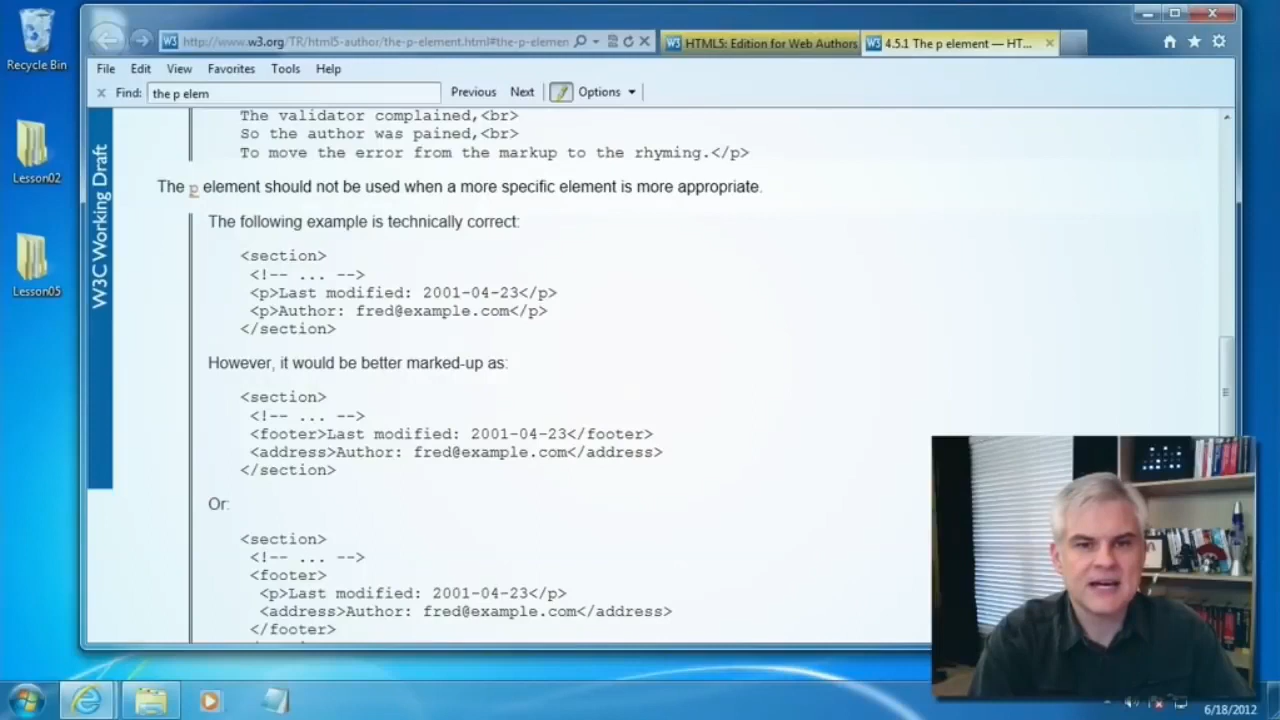 Recycle Bin
Lesson02
Lesson05
http://www.w3.org/TR/html5-author/the-p-element.html#the-p-elemen
HTML5: Edition for Web Authors
4.5.1 The p element — HT...
File Edit View Favorites Tools Help
Find: the p elem Previous Next Options
W3C Working Draft
The validator complained,<br>
So the author was pained,<br>
To move the error from the markup to the rhyming.</p>
The p element should not be used when a more specific element is more appropriate.
The following example is technically correct:
<section>
<!-- ... -->
<p>Last modified: 2001-04-23</p>
<p>Author: fred@example.com</p>
</section>
However, it would be better marked-up as:
<section>
<!-- ... -->
<footer>Last modified: 2001-04-23</footer>
<address>Author: fred@example.com</address>
</section>
Or:
<section>
<!-- ... -->
<footer>
<p>Last modified: 2001-04-23</p>
<address>Author: fred@example.com</address>
</footer>
6/18/2012